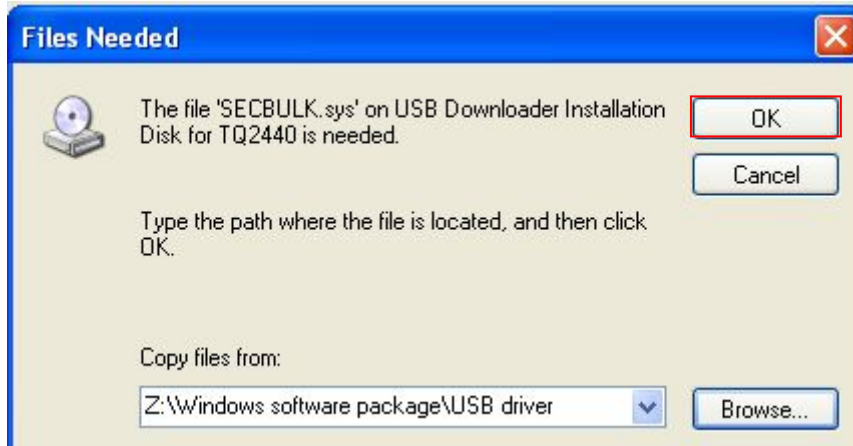 Files Needed
The file 'SECBULK.sys' on USB Downloader Installation
Disk for TQ2440 is needed.
OK
Cancel
Type the path where the file is located, and then click
OK.
Copy files from:
Z:\Windows software package\USB driver
Browse...